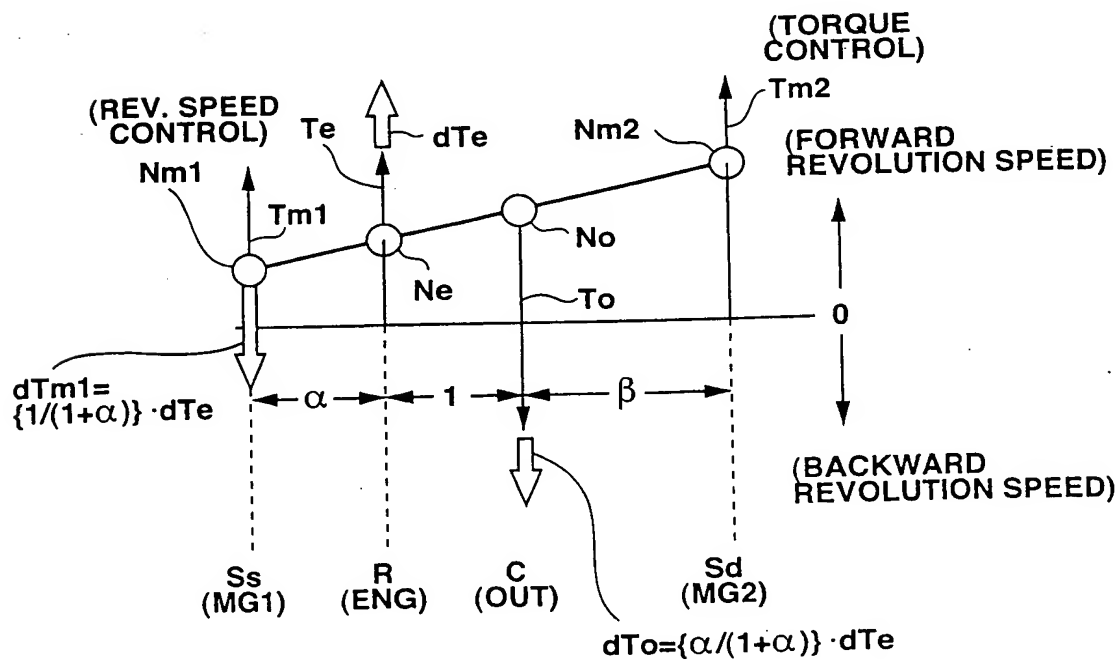 (TORQUE
CONTROL)
(REV. SPEED
CONTROL)
Te
dTe
Tm2
Nm2
(FORWARD
REVOLUTION SPEED)
Nm1
Tm1
Ne
No
To
0
dTm1=
{1/(1+α)}·dTe
α
1
β
(BACKWARD
REVOLUTION SPEED)
Ss
(MG1)
R
(ENG)
C
(OUT)
Sd
(MG2)
dTo={α/(1+α)}·dTe